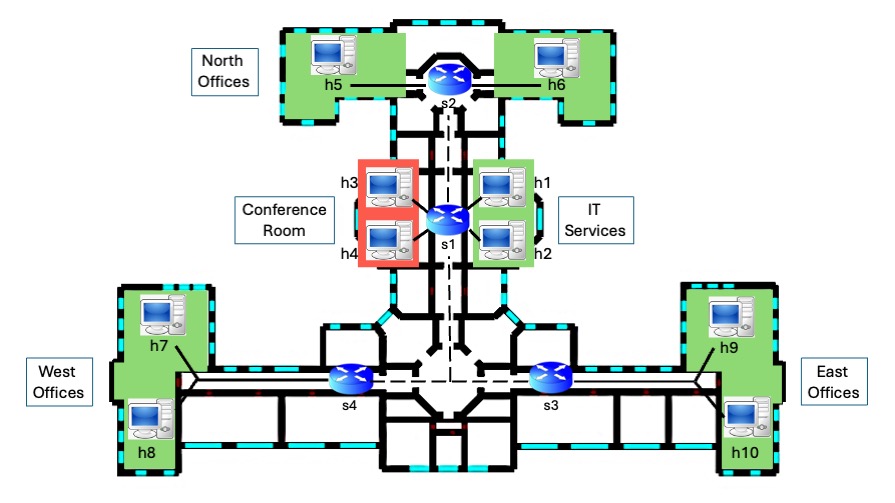 North
Offices
h5
h6
s2
h3
h1
Conference
Room
IT
Services
s1
h4
h2
h7
h9
West
Offices
East
Offices
s4
s3
h8
h10